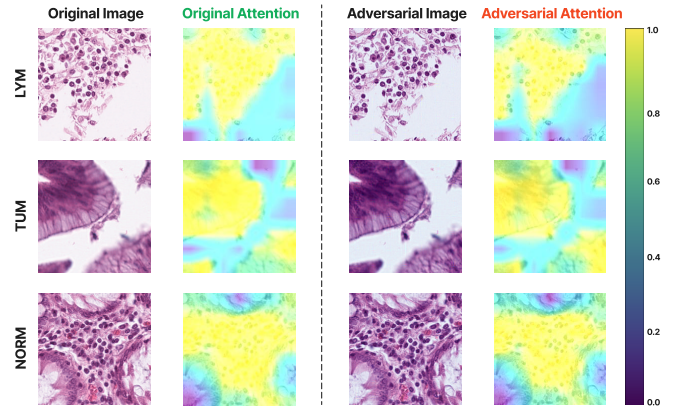 Original Image Original Attention Adversarial Image Adversarial Attention
1.0
LYM
0.8
0.6
TUM
0.4
0.2
NORM
0.0